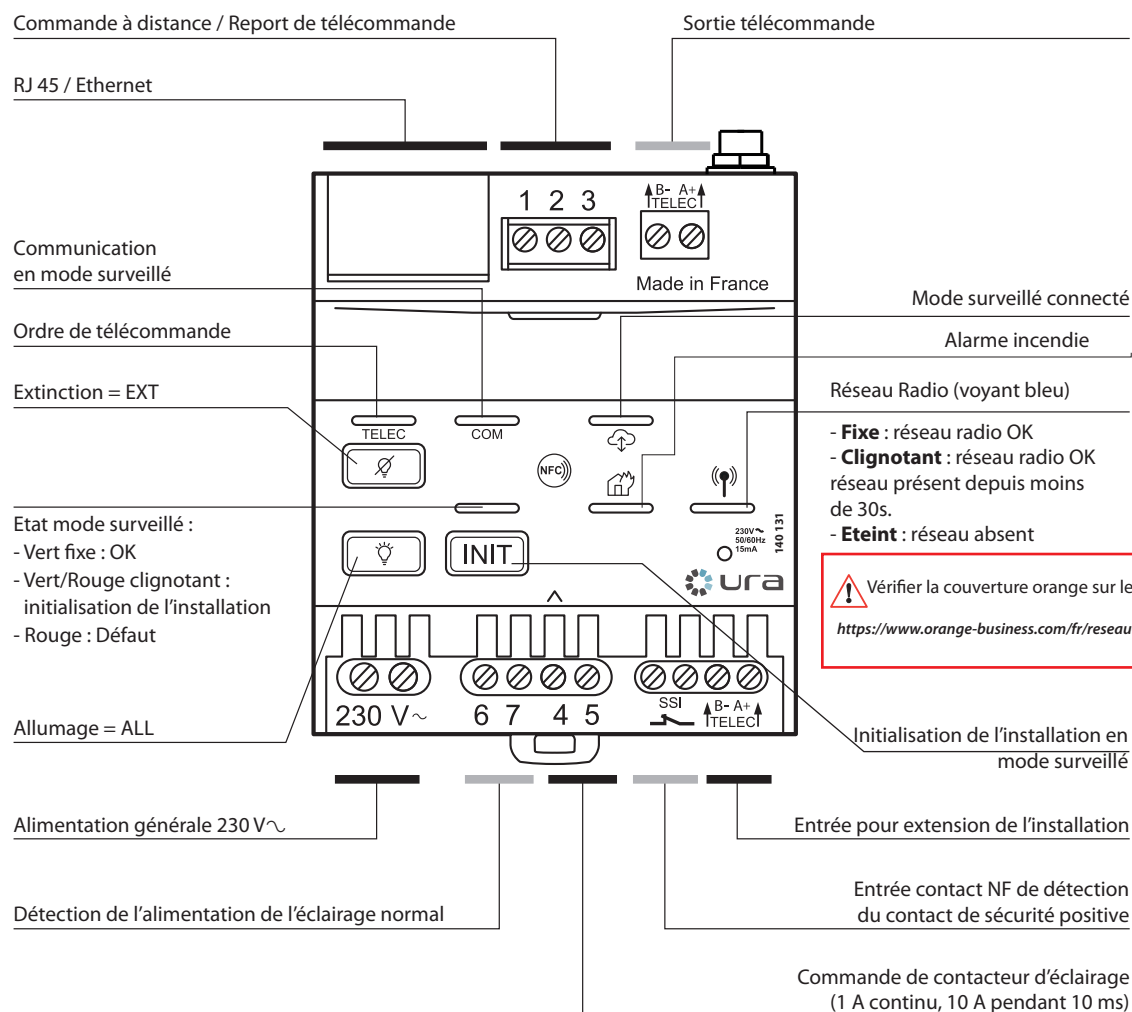 Commande à distance / Report de télécommande
Sortie télécommande
RJ 45 / Ethernet
1 2 3
B- A+
TELEC
Made in France
Communication
en mode surveillé
Mode surveillé connecté
Ordre de télécommande
Alarme incendie
Extinction = EXT
Réseau Radio (voyant bleu)
- Fixe : réseau radio OK
- Clignotant : réseau radio OK
réseau présent depuis moins
de 30s.
- Eteint : réseau absent
TELEC
COM
NFC
230V~
50/60Hz
15mA
140 131
INIT
ura
Etat mode surveillé :
- Vert fixe : OK
- Vert/Rouge clignotant :
initialisation de l'installation
- Rouge : Défaut
Vérifier la couverture orange sur le
https://www.orange-business.com/fr/reseau
230 V~
6 7 4 5
SSI
B- A+
TELEC
Allumage = ALL
Initialisation de l'installation en
mode surveillé
Alimentation générale 230 V~
Entrée pour extension de l'installation
Détection de l'alimentation de l'éclairage normal
Entrée contact NF de détection
du contact de sécurité positive
Commande de contacteur d'éclairage
(1 A continu, 10 A pendant 10 ms)